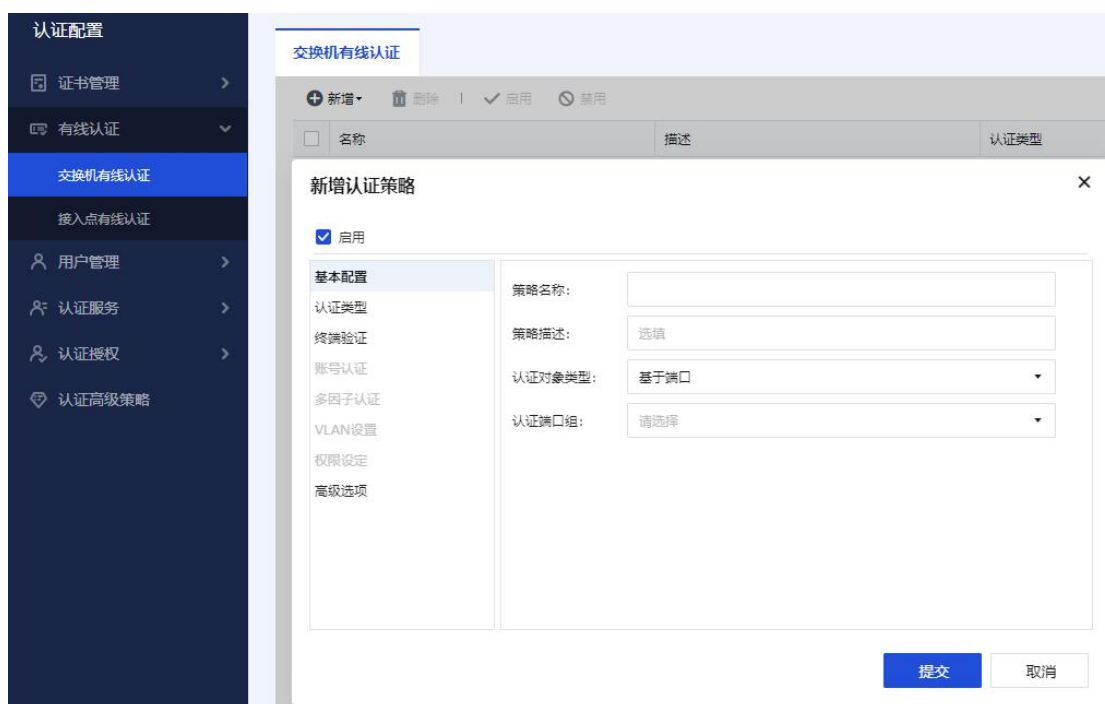 认证配置
证书管理
有线认证
交换机有线认证
接入点有线认证
用户管理
认证服务
认证授权
认证高级策略
交换机有线认证
新增 删除 启用 禁用
名称 描述 认证类型
新增认证策略
启用
基本配置
认证类型
终端验证
账号认证
多因子认证
VLAN设置
权限设定
高级选项
策略名称：
策略描述： 选填
认证对象类型： 基于端口
认证端口组： 请选择
提交 取消